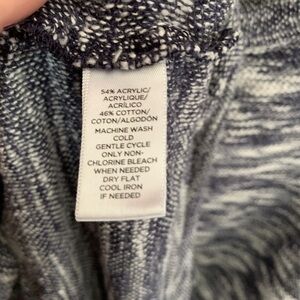 54% ACRYLIC/
ACRYLIQUE/
ACRILICO
46% COTTON/
COTON/ALGODÓN
MACHINE WASH
COLD
GENTLE CYCLE
ONLY NON-
CHLORINE BLEACH
WHEN NEEDED
DRY FLAT
COOL IRON
IF NEEDED